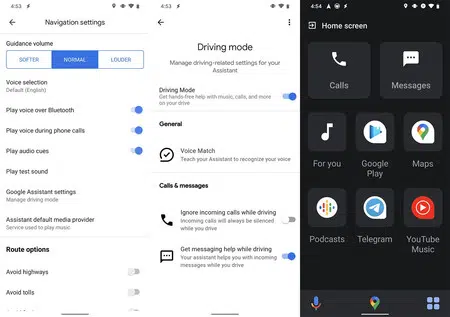 4:53
Navigation settings
Guidance volume
SOFTER
NORMAL
LOUDER
Voice selection
Default (English)
Play voice over Bluetooth
Play voice during phone calls
Play audio cues
Play test sound
Google Assistant settings
Manage driving mode
Assistant default media provider
Service used to play music
Route options
Avoid highways
Avoid tolls
4:53
Driving mode
Manage driving-related settings for your
Assistant
Driving Mode
Get hands-free help with music, calls, and more
on your drive
General
Voice Match
Teach your Assistant to recognize your voice
Calls & messages
Ignore incoming calls while driving
Incoming calls will always be silenced
while you drive
Get messaging help while driving
Your assistant helps you with incoming
messages while you drive
4:54
Home screen
Calls
Messages
For you
Google
Play
Maps
Podcasts
Telegram
YouTube
Music